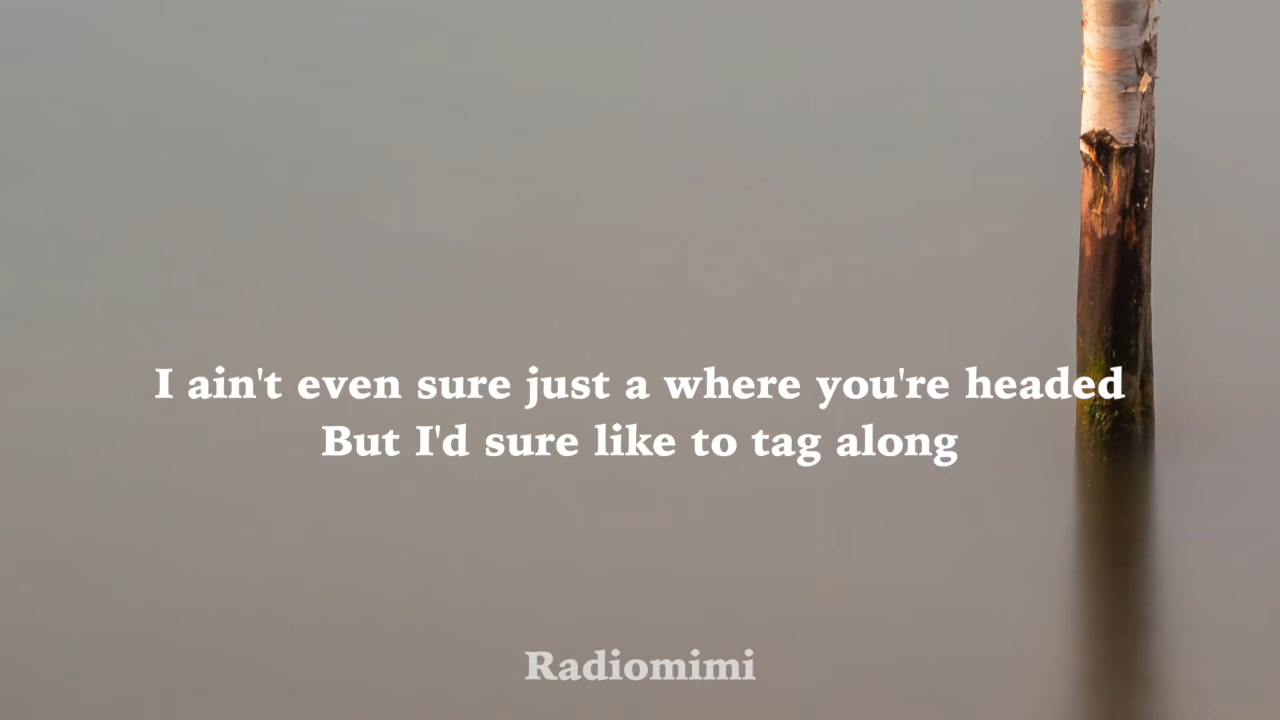 I ain't even sure just a where you're headed
But I'd sure like to tag along
Radiomimi